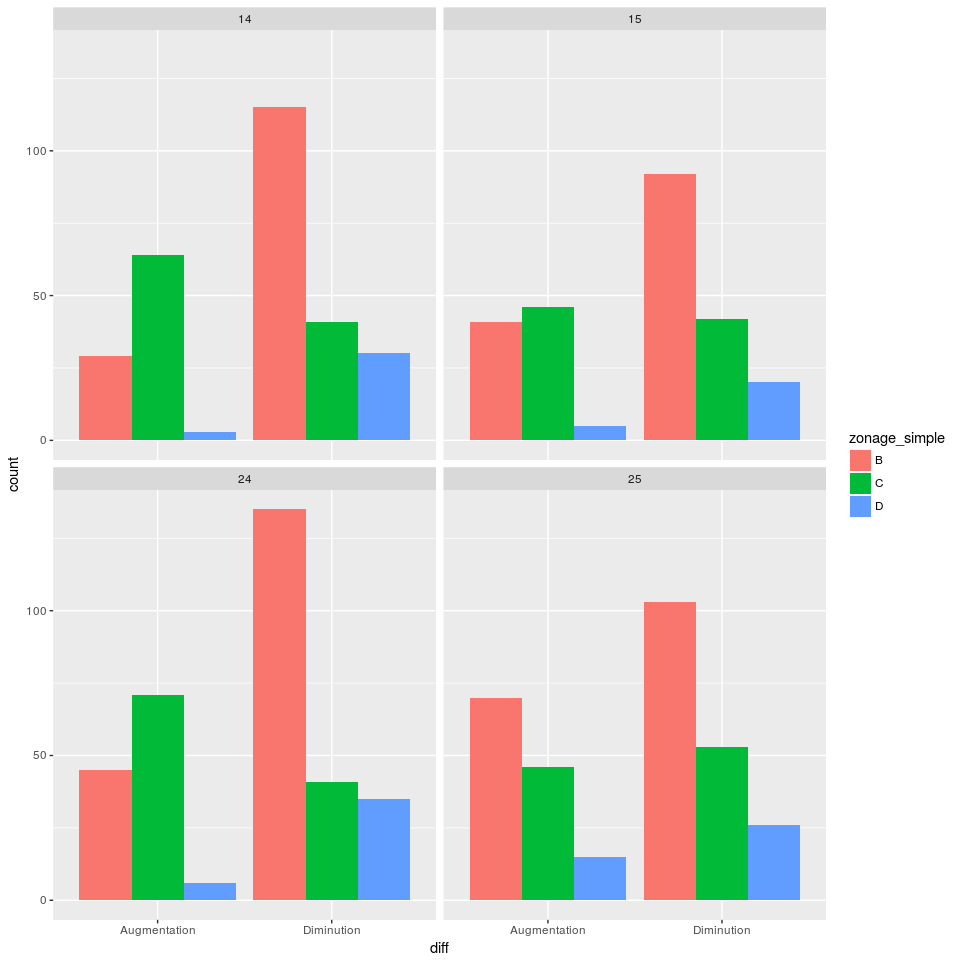 14
15
100
50
0
24
25
100
50
0
Augmentation
Diminution
Augmentation
Diminution
diff
count
zonage_simple
B
C
D